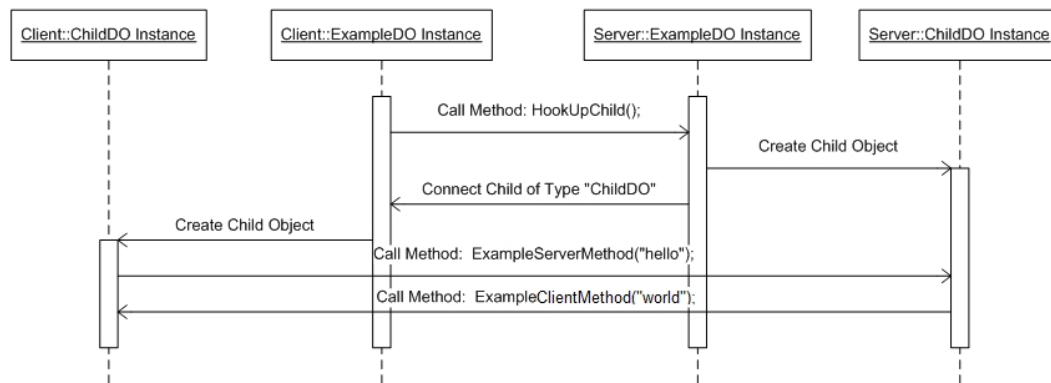 Client::ChildDO Instance
Client::ExampleDO Instance
Server::ExampleDO Instance
Server::ChildDO Instance
Call Method: HookUpChild();
Create Child Object
Connect Child of Type "ChildDO"
Create Child Object
Call Method: ExampleServerMethod("hello");
Call Method: ExampleClientMethod("world");